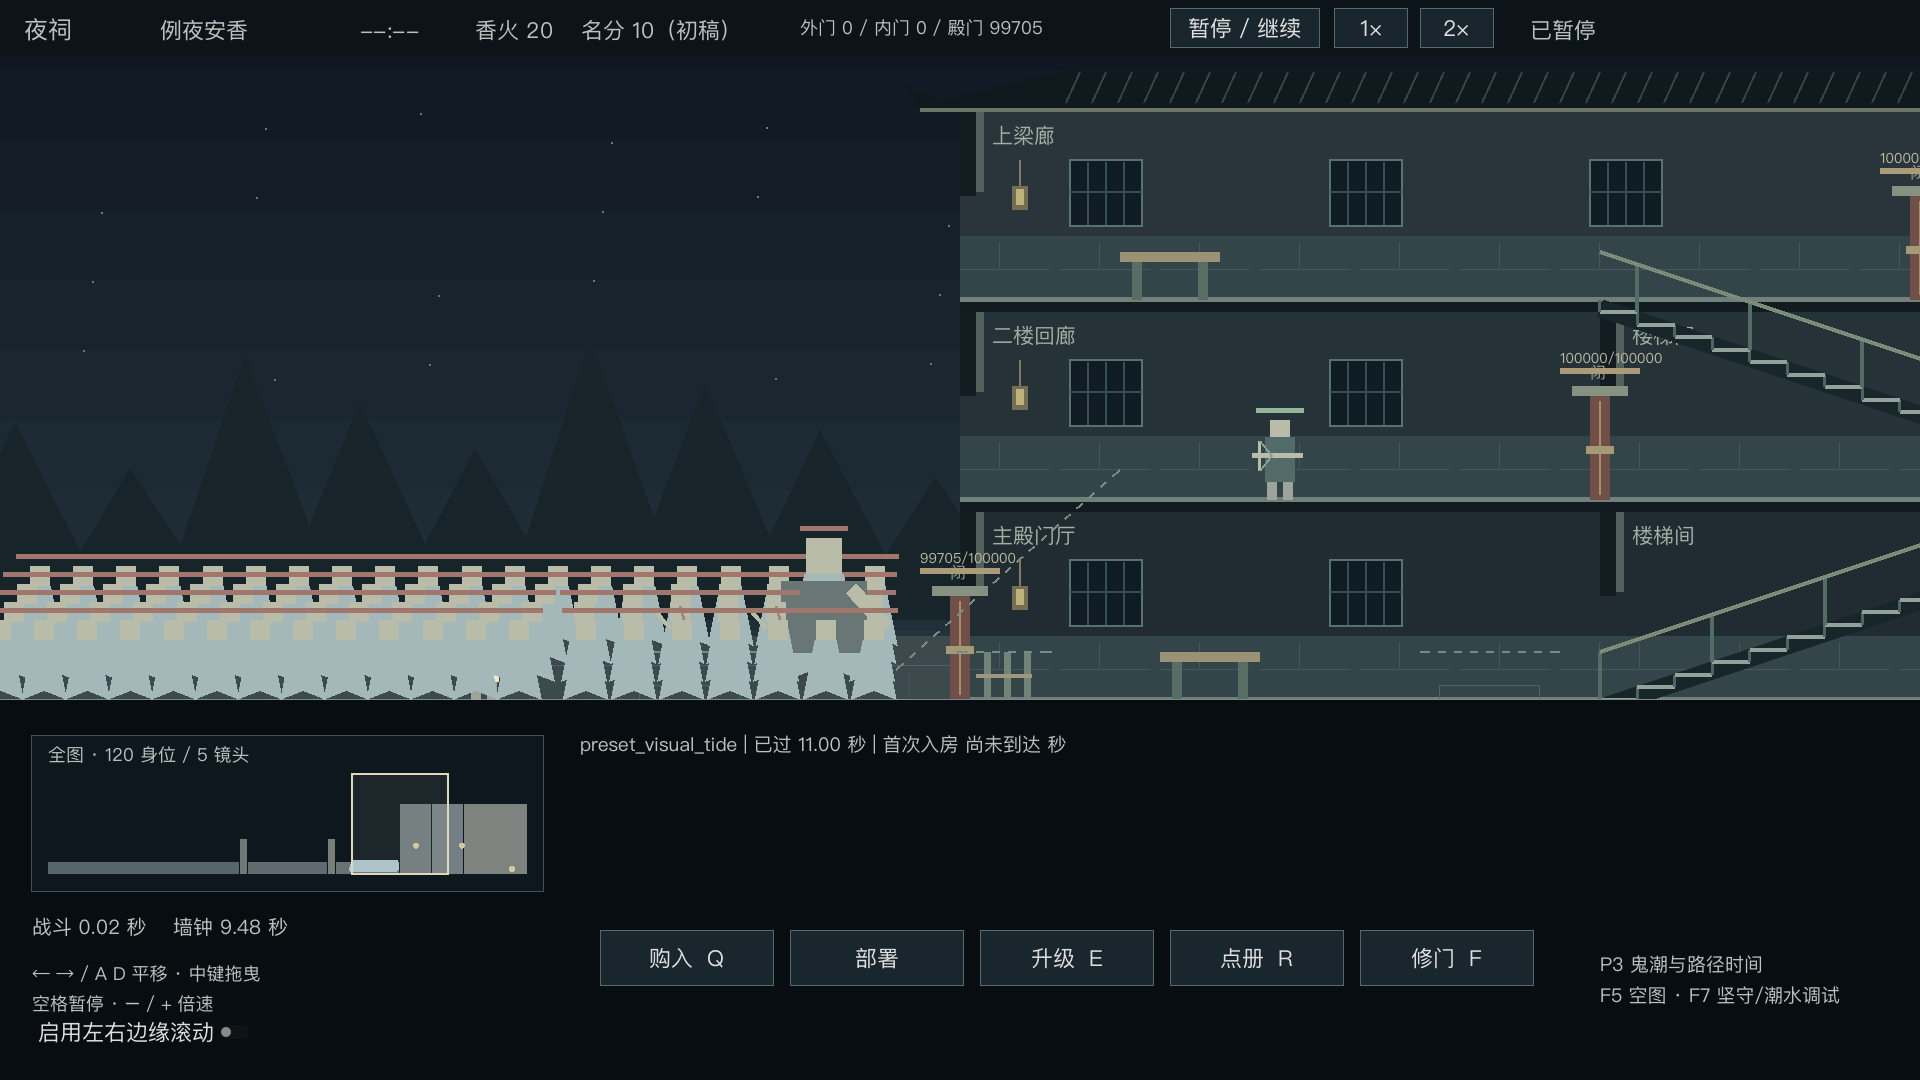 夜祠 例夜安香 --:-- 香火 20 名分 10（初稿） 外门 0 / 内门 0 / 殿门 99705 暂停 / 继续 1× 2× 已暂停
上梁廊
二楼回廊
100000/100000
闭
主殿门厅
楼梯间
99705/100000
闭
全图 · 120 身位 / 5 镜头
preset_visual_tide | 已过 11.00 秒 | 首次入房 尚未到达 秒
战斗 0.02 秒 墙钟 9.48 秒
←→ / A D 平移 · 中键拖曳
空格暂停 · − / + 倍速
启用左右边缘滚动
购入 Q 部署 升级 E 点册 R 修门 F
P3 鬼潮与路径时间
F5 空图 · F7 坚守/潮水调试